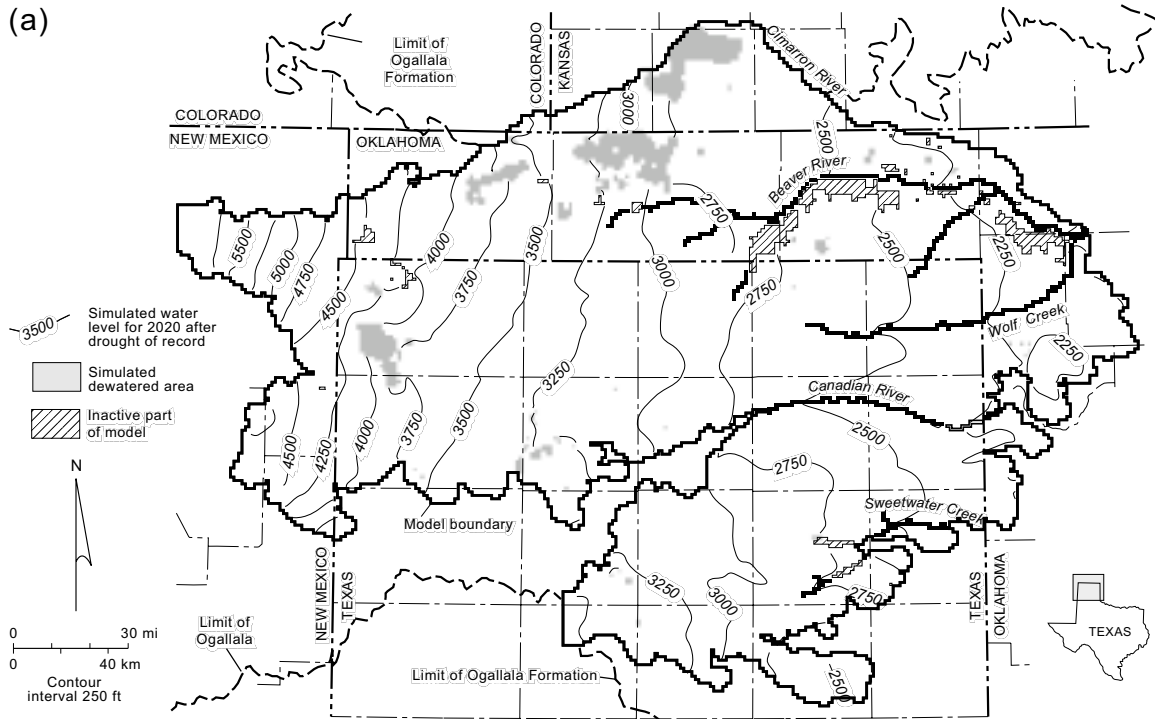 (a)
Limit of
Ogallala
Formation
COLORADO
KANSAS
Cimarron River
3000
COLORADO
NEW MEXICO
OKLAHOMA
2500
Beaver River
2750
5500
5000
4750
4500
4000
3750
3500
3000
2750
2500
2250
3500
Simulated water
level for 2020 after
drought of record
Simulated
dewatered area
Inactive part
of model
Wolf Creek
2250
3250
Canadian River
4500
4250
4000
3750
3500
2500
2750
N
Model boundary
Sweetwater Creek
NEW MEXICO
TEXAS
3250
3000
2750
TEXAS
OKLAHOMA
0 30 mi
0 40 km
Contour
interval 250 ft
Limit of
Ogallala
Limit of Ogallala Formation
2500
TEXAS